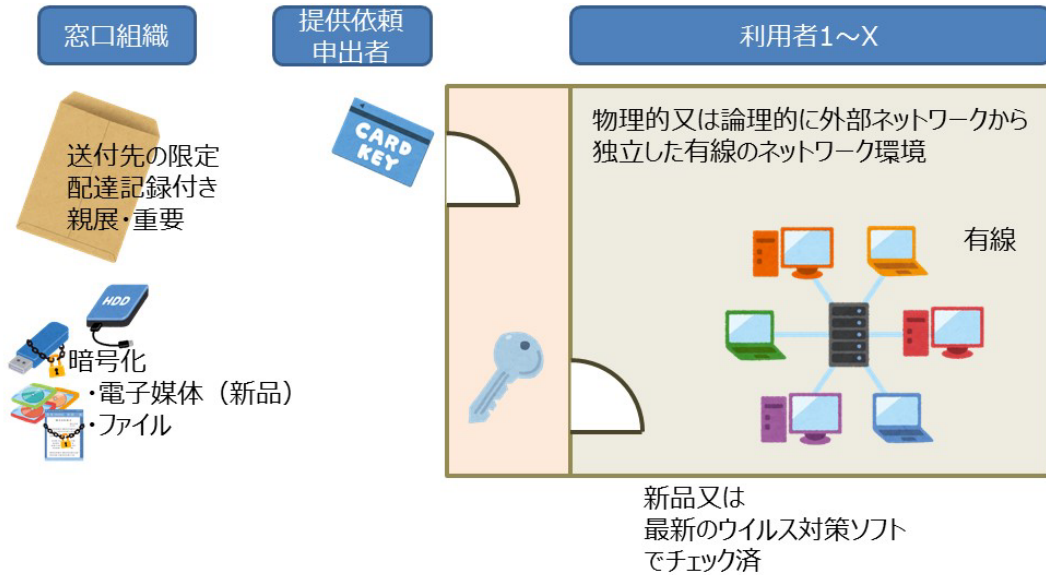 窓口組織
提供依頼
申出者
利用者1～X
送付先の限定
配達記録付き
親展・重要
CARD
KEY
物理的又は論理的に外部ネットワークから
独立した有線のネットワーク環境
有線
HDD
暗号化
・電子媒体（新品）
・ファイル
新品又は
最新のウイルス対策ソフト
でチェック済